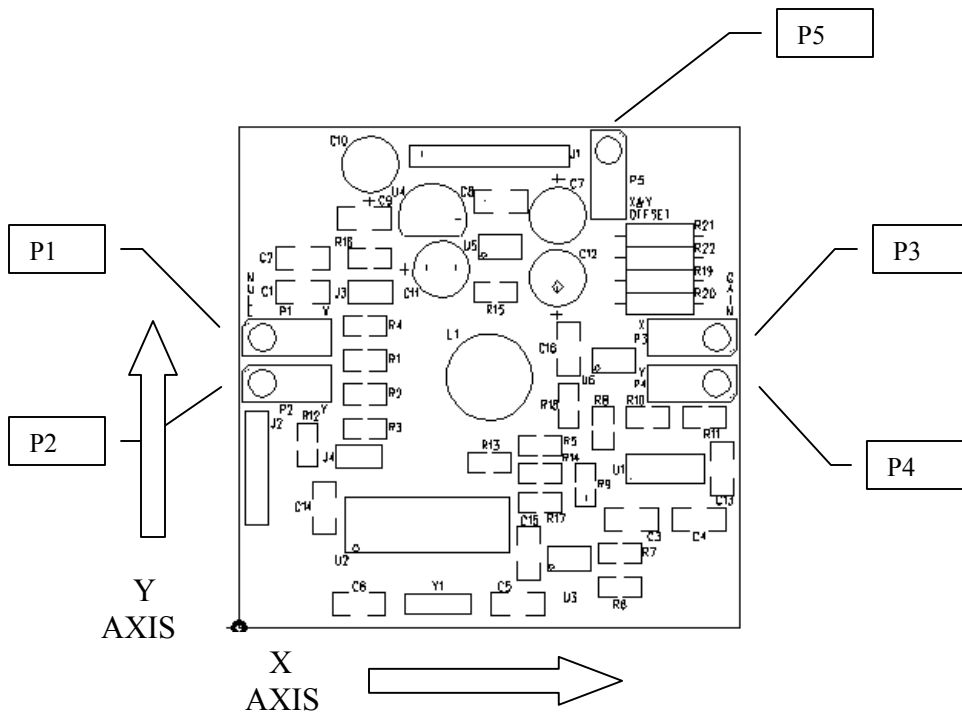 P5
C10
J1
C7
P5
U4
C8
C9
X&Y
OFFSET
R21
R16
U5
R22
P1
C2
C12
P3
R19
NULL
C1
J3
C11
R15
GAIN
R20
P1
Y
R4
L1
C16
X
P3
R1
U6
Y
P4
R2
P2
Y
R18
R8
R10
P2
J2
R12
R3
R11
J4
R13
R5
R14
U1
P4
R9
C14
R17
C13
C15
C3
C4
U2
R7
C6
Y1
C5
U3
R6
Y
AXIS
X
AXIS